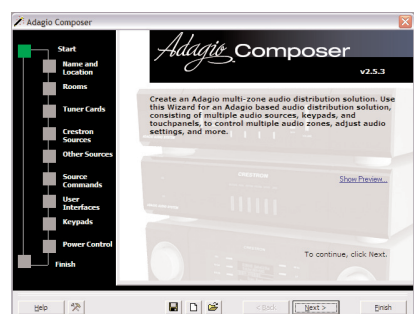 Adagio Composer
Start
Name and
Location
Rooms
Tuner Cards
Crestron
Sources
Other Sources
Source
Commands
User
Interfaces
Keypads
Power Control
Finish
Adagio Composer
v2.5.3
Create an Adagio multi-zone audio distribution solution. Use
this Wizard for an Adagio based audio distribution solution,
consisting of multiple audio sources, keypads, and
touchpanels, to control multiple audio zones, adjust audio
settings, and more.
CRESTRON
Show Preview...
To continue, click Next.
Help
< Back
Next >
Finish